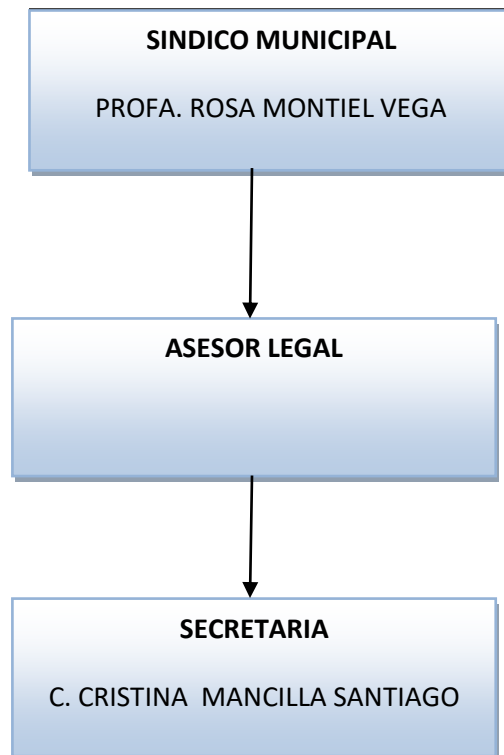 SINDICO MUNICIPAL
PROFA. ROSA MONTIEL VEGA
ASESOR LEGAL
SECRETARIA
C. CRISTINA  MANCILLA SANTIAGO